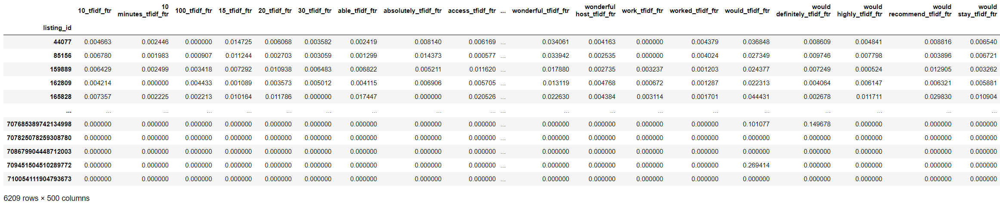 10_tfidf_ftr 10 minutes_tfidf_ftr 100_tfidf_ftr 15_tfidf_ftr 20_tfidf_ftr 30_tfidf_ftr able_tfidf_ftr absolutely_tfidf_ftr access_tfidf_ftr ... wonderful_tfidf_ftr wonderful host_tfidf_ftr work_tfidf_ftr worked_tfidf_ftr would_tfidf_ftr would definitely_tfidf_ftr would highly_tfidf_ftr would recommend_tfidf_ftr would stay_tfidf_ftr
listing_id
44077 0.004663 0.002446 0.000000 0.014725 0.006068 0.003582 0.002419 0.008140 0.006169 ... 0.034061 0.004163 0.000000 0.004379 0.036848 0.008609 0.004841 0.008816 0.006540
85156 0.006780 0.001983 0.000907 0.011244 0.002703 0.003059 0.001299 0.014373 0.000577 ... 0.033942 0.002535 0.000000 0.004024 0.027349 0.009746 0.007798 0.003896 0.006721
159889 0.006429 0.002499 0.003418 0.007292 0.010938 0.006483 0.006822 0.005211 0.011620 ... 0.017880 0.002735 0.003237 0.001203 0.024377 0.007249 0.000524 0.012905 0.003262
162809 0.004214 0.000000 0.004433 0.001089 0.003573 0.005012 0.004115 0.006906 0.005705 ... 0.013119 0.004768 0.000672 0.001287 0.022313 0.004064 0.006147 0.006321 0.005881
165828 0.007357 0.002225 0.002213 0.010164 0.011786 0.000000 0.017447 0.000000 0.020526 ... 0.022630 0.004384 0.003114 0.001701 0.044431 0.002678 0.011711 0.029830 0.010904
... ... ... ... ... ... ... ... ... ... ... ... ... ... ... ... ... ... ... ...
707685389742134998 0.000000 0.000000 0.000000 0.000000 0.000000 0.000000 0.000000 0.000000 0.000000 ... 0.000000 0.000000 0.000000 0.000000 0.101077 0.149678 0.000000 0.000000 0.000000
707825078259308780 0.000000 0.000000 0.000000 0.000000 0.000000 0.000000 0.000000 0.000000 0.000000 ... 0.000000 0.000000 0.000000 0.000000 0.000000 0.000000 0.000000 0.000000 0.000000
708679904448712003 0.000000 0.000000 0.000000 0.000000 0.000000 0.000000 0.000000 0.000000 0.000000 ... 0.000000 0.000000 0.000000 0.000000 0.000000 0.000000 0.000000 0.000000 0.000000
709451504510289772 0.000000 0.000000 0.000000 0.000000 0.000000 0.000000 0.000000 0.000000 0.000000 ... 0.000000 0.000000 0.000000 0.000000 0.269414 0.000000 0.000000 0.000000 0.000000
710054111904793673 0.000000 0.000000 0.000000 0.000000 0.000000 0.000000 0.000000 0.000000 0.000000 ... 0.000000 0.000000 0.000000 0.000000 0.000000 0.000000 0.000000 0.000000 0.000000
6209 rows × 500 columns